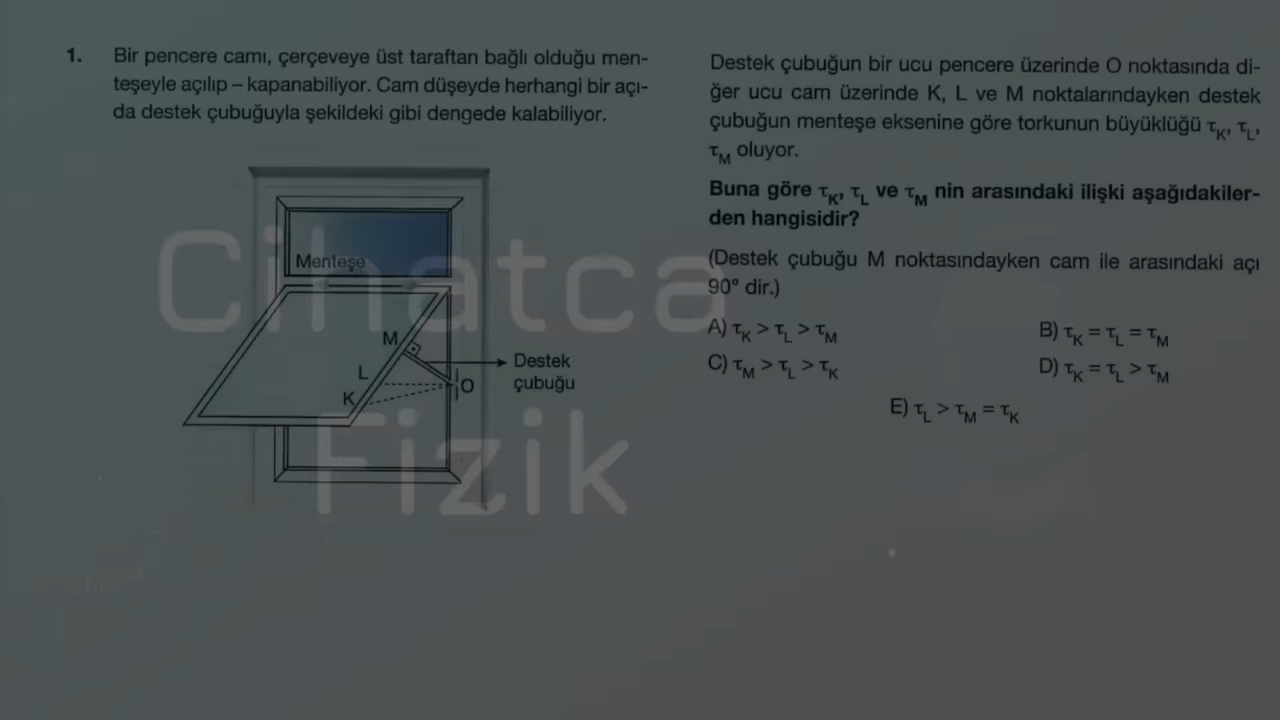 1. Bir pencere camı, çerçeveye üst taraftan bağlı olduğu men-
teşeyle açılıp – kapanabiliyor. Cam düşeyde herhangi bir açı-
da destek çubuğuyla şekildeki gibi dengede kalabiliyor.
Menteşe
M
L
K
O
Destek
çubuğu
Destek çubuğun bir ucu pencere üzerinde O noktasında di-
ğer ucu cam üzerinde K, L ve M noktalarındayken destek
çubuğun menteşe eksenine göre torkunun büyüklüğü τK, τL,
τM oluyor.
Buna göre τK, τL ve τM nin arasındaki ilişki aşağıdakiler-
den hangisidir?
(Destek çubuğu M noktasındayken cam ile arasındaki açı
90° dir.)
A) τK > τL > τM
B) τK = τL = τM
C) τM > τL > τK
D) τK = τL > τM
E) τL > τM = τK
Cihatca
Fizik